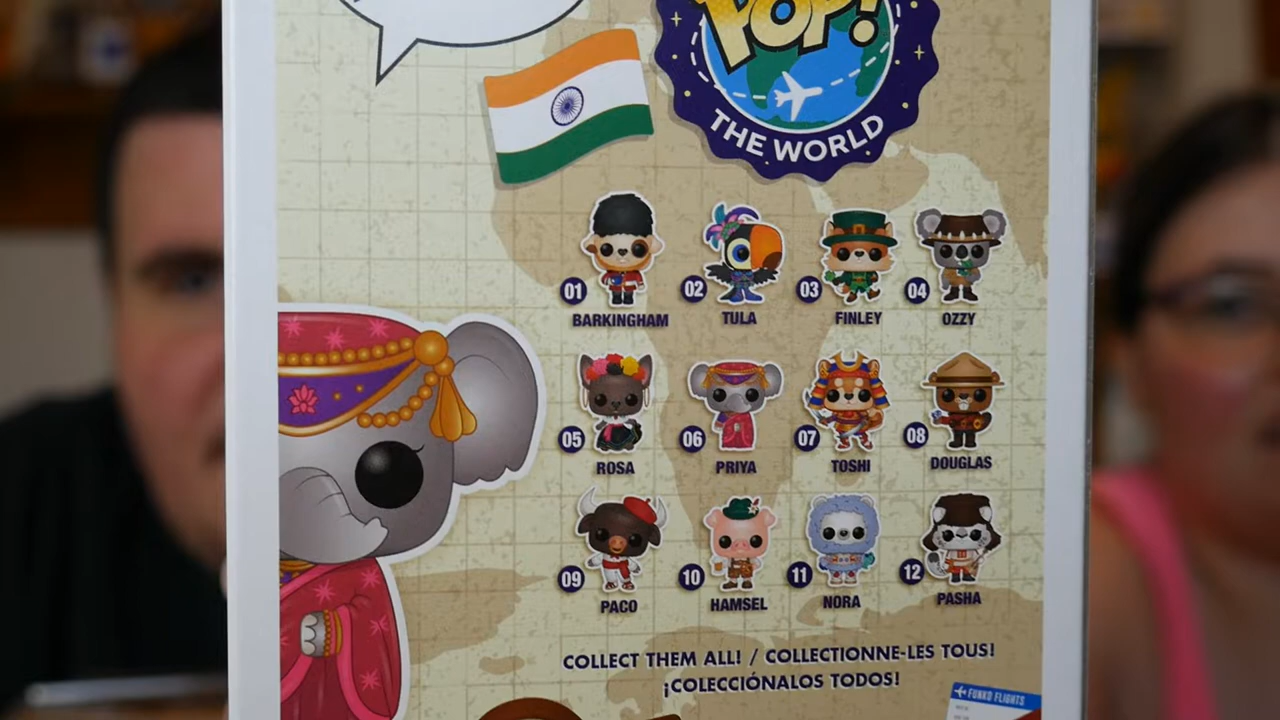 POP!
THE WORLD
01 02 03 04
BARKINGHAM TULA FINLEY OZZY
05 06 07 08
ROSA PRIYA TOSHI DOUGLAS
09 10 11 12
PACO HAMSEL NORA PASHA
COLLECT THEM ALL! / COLLECTIONNE-LES TOUS!
¡COLECCIÓNALOS TODOS!
FUNKO FLIGHTS